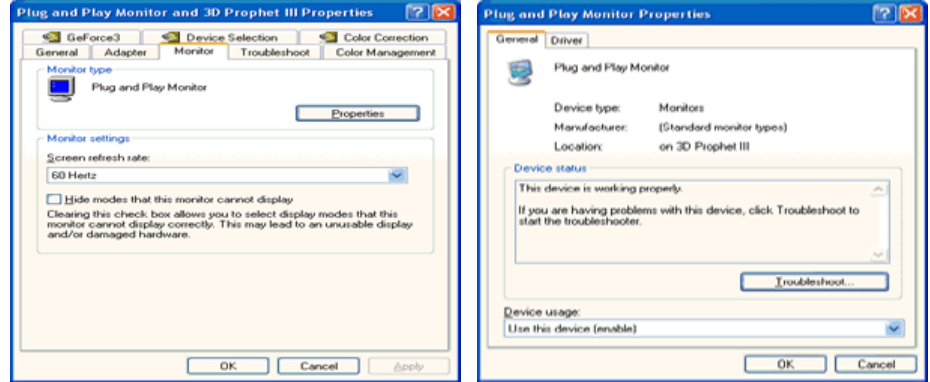 Plug and Play Monitor and 3D Prophet III Properties
GeForce3 Device Selection Color Correction
General Adapter Monitor Troubleshoot Color Management
Monitor type
Plug and Play Monitor
Properties
Monitor settings
Screen refresh rate:
60 Hertz
Hide modes that this monitor cannot display
Clearing this check box allows you to select display modes that this
monitor cannot display correctly. This may lead to an unusable display
and/or damaged hardware.
OK Cancel Apply
Plug and Play Monitor Properties
General Driver
Plug and Play Monitor
Device type: Monitors
Manufacturer: (Standard monitor types)
Location: on 3D Prophet III
Device status
This device is working properly.
If you are having problems with this device, click Troubleshoot to
start the troubleshooter.
Troubleshoot...
Device usage:
Use this device (enable)
OK Cancel